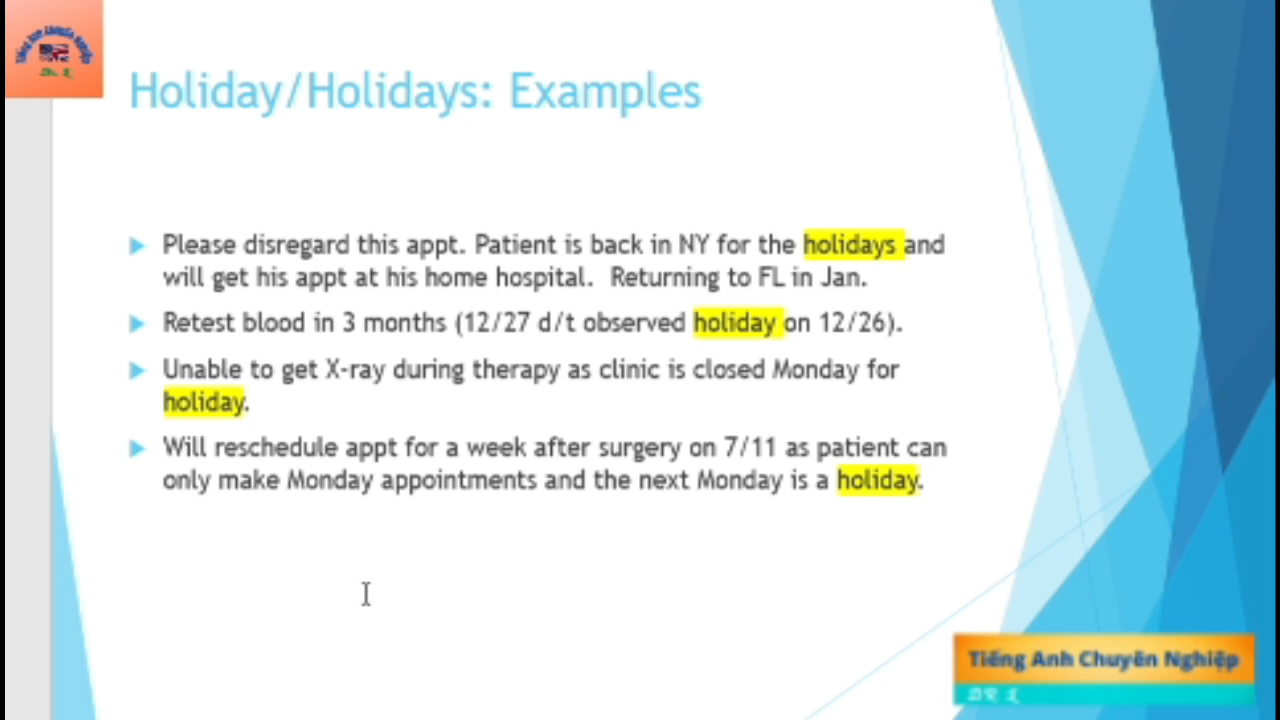 Tiếng Anh Chuyên Nghiệp
Holiday/Holidays: Examples
Please disregard this appt. Patient is back in NY for the holidays and
will get his appt at his home hospital. Returning to FL in Jan.
Retest blood in 3 months (12/27 d/t observed holiday on 12/26).
Unable to get X-ray during therapy as clinic is closed Monday for
holiday.
Will reschedule appt for a week after surgery on 7/11 as patient can
only make Monday appointments and the next Monday is a holiday.
Tiếng Anh Chuyên Nghiệp